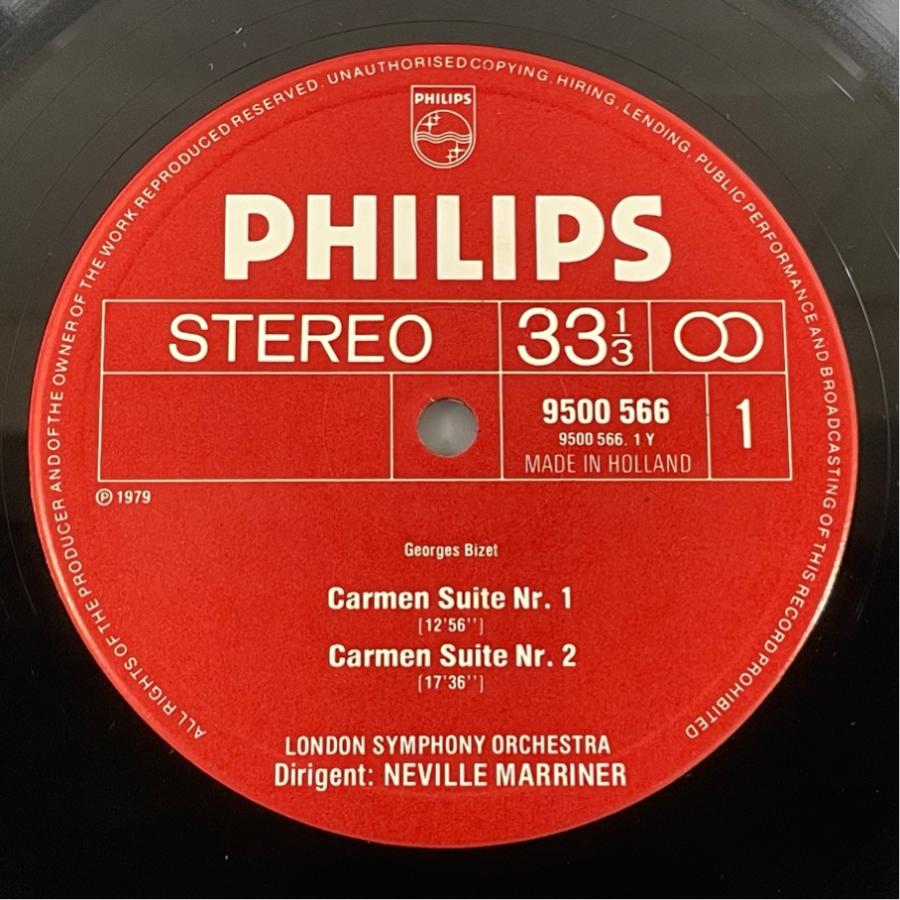 ALL RIGHTS OF THE PRODUCER AND OF THE OWNER OF THE WORK REPRODUCED RESERVED. UNAUTHORISED COPYING, HIRING, LENDING, PUBLIC PERFORMANCE AND BROADCASTING OF THIS RECORD PROHIBITED
PHILIPS
PHILIPS
STEREO 33 1/3
9500 566
9500 566. 1 Y
MADE IN HOLLAND
1
Ⓟ 1979
Georges Bizet
Carmen Suite Nr. 1
[12'56'']
Carmen Suite Nr. 2
[17'36'']
LONDON SYMPHONY ORCHESTRA
Dirigent: NEVILLE MARRINER